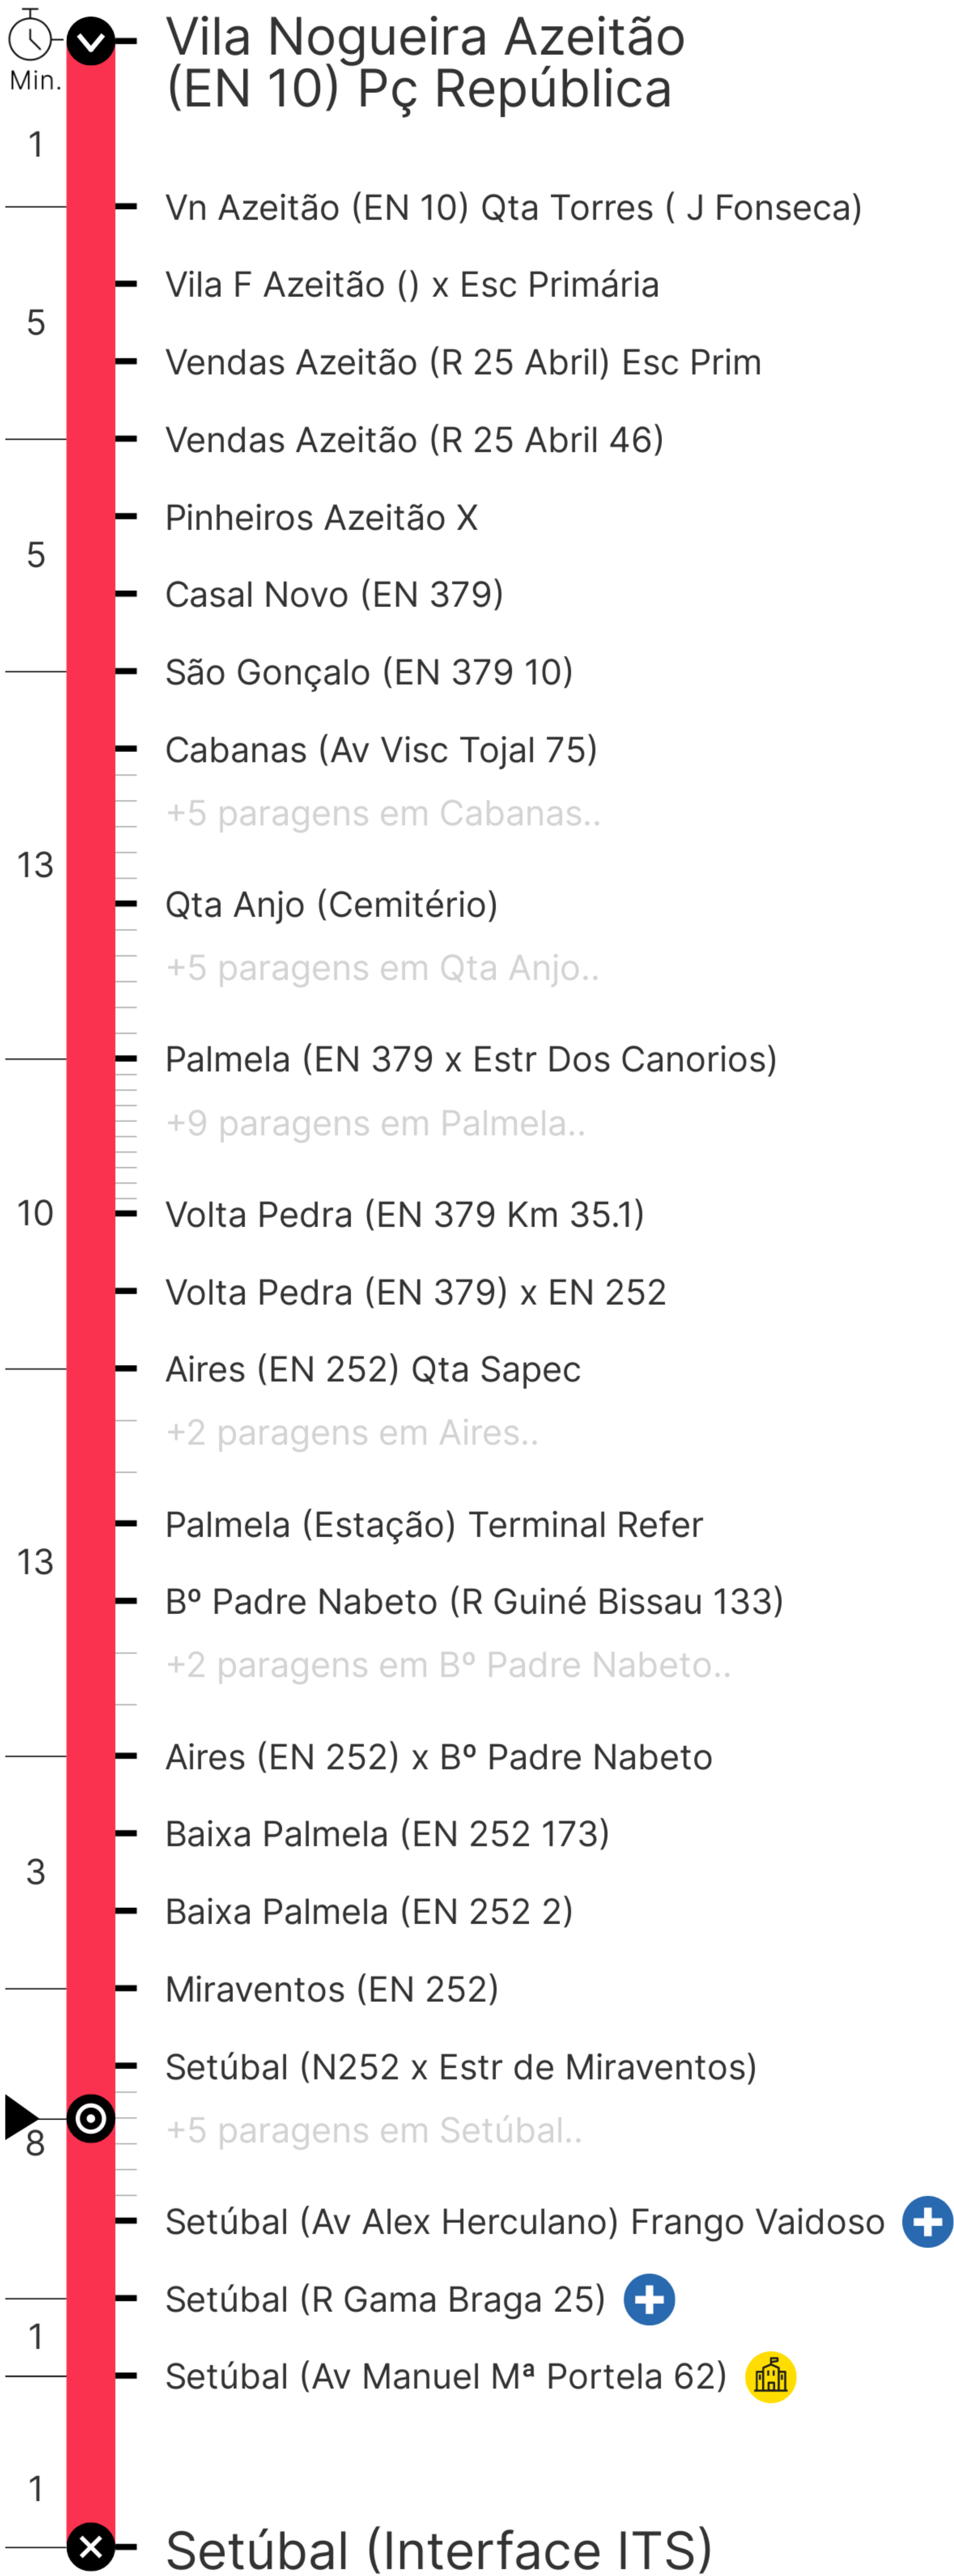 Vila Nogueira Azeitão
(EN 10) Pç República
Min.
1
Vn Azeitão (EN 10) Qta Torres ( J Fonseca)
Vila F Azeitão () x Esc Primária
5
Vendas Azeitão (R 25 Abril) Esc Prim
Vendas Azeitão (R 25 Abril 46)
Pinheiros Azeitão X
5
Casal Novo (EN 379)
São Gonçalo (EN 379 10)
Cabanas (Av Visc Tojal 75)
+5 paragens em Cabanas..
13
Qta Anjo (Cemitério)
+5 paragens em Qta Anjo..
Palmela (EN 379 x Estr Dos Canorios)
+9 paragens em Palmela..
10
Volta Pedra (EN 379 Km 35.1)
Volta Pedra (EN 379) x EN 252
Aires (EN 252) Qta Sapec
+2 paragens em Aires..
Palmela (Estação) Terminal Refer
13
Bº Padre Nabeto (R Guiné Bissau 133)
+2 paragens em Bº Padre Nabeto..
Aires (EN 252) x Bº Padre Nabeto
Baixa Palmela (EN 252 173)
3
Baixa Palmela (EN 252 2)
Miraventos (EN 252)
Setúbal (N252 x Estr de Miraventos)
+5 paragens em Setúbal..
8
Setúbal (Av Alex Herculano) Frango Vaidoso
Setúbal (R Gama Braga 25)
1
Setúbal (Av Manuel Mª Portela 62)
1
Setúbal (Interface ITS)